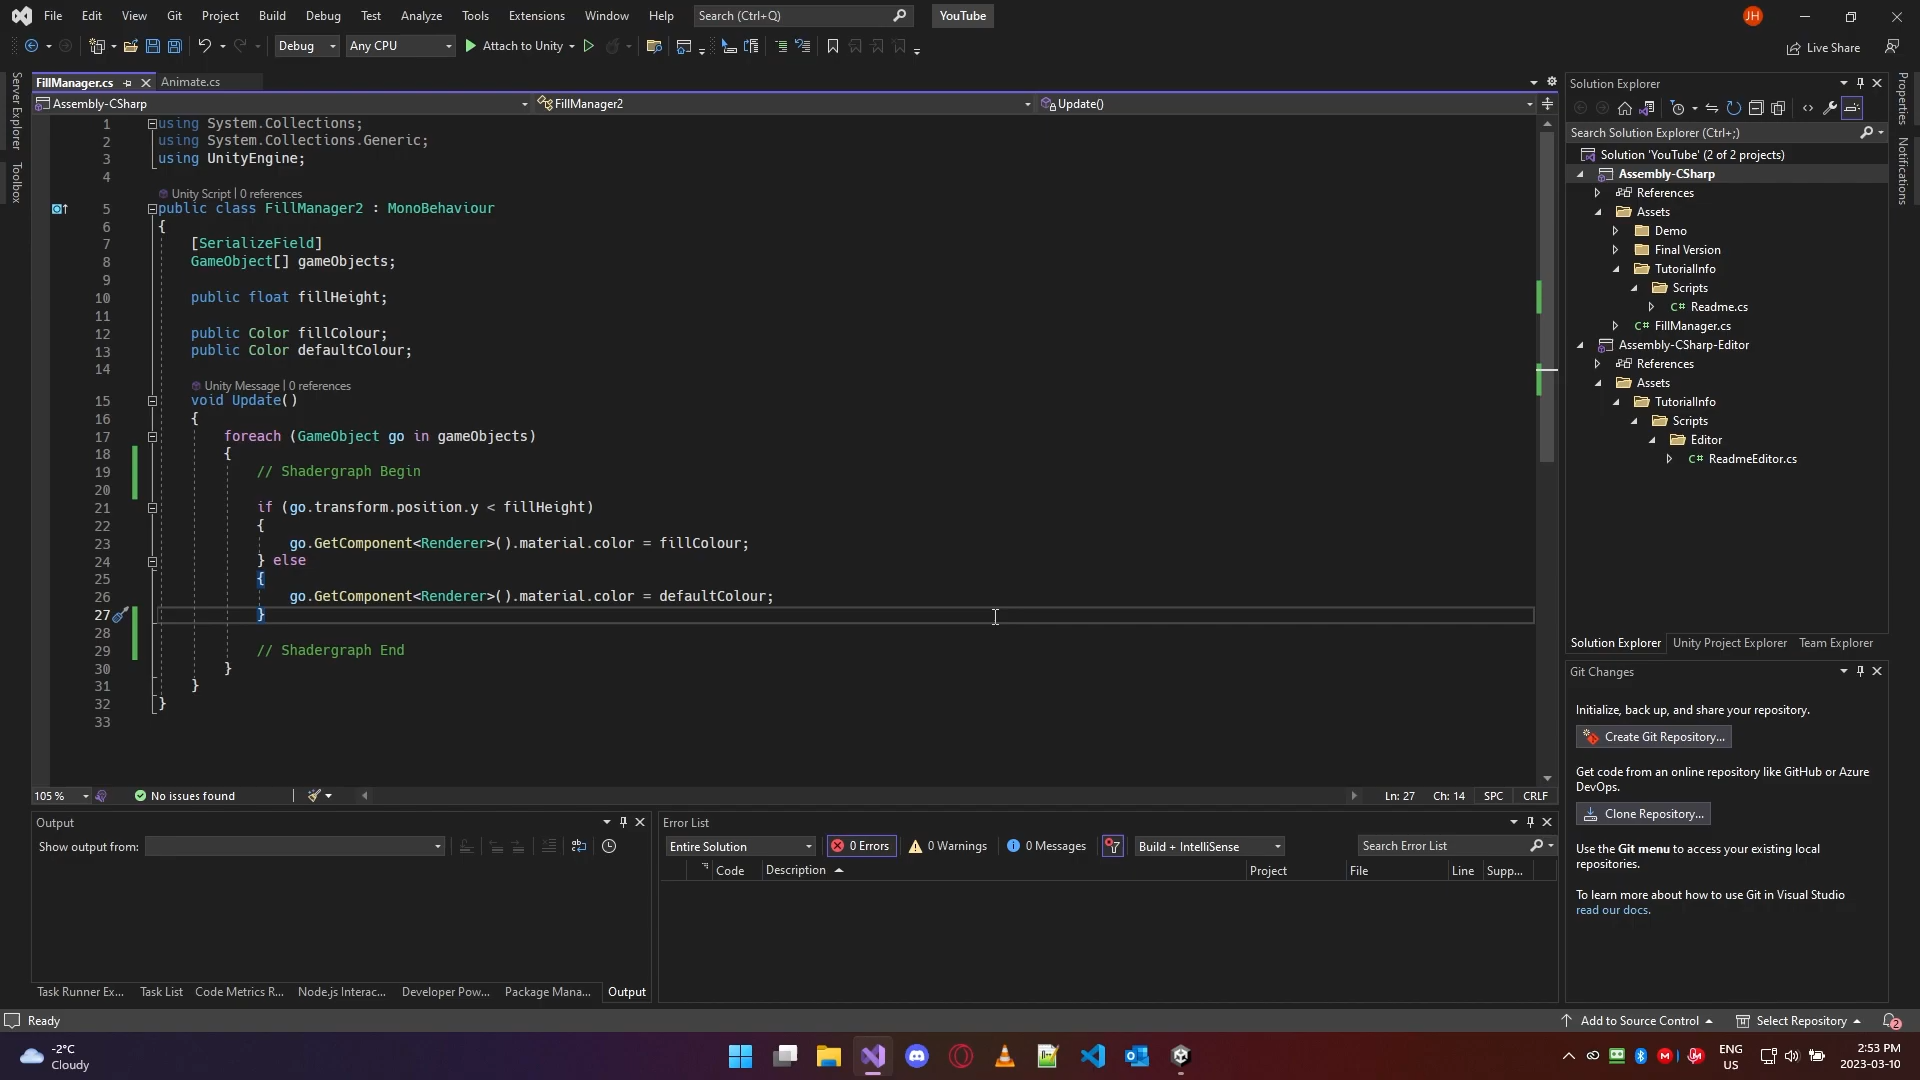 File Edit View Git Project Build Debug Test Analyze Tools Extensions Window Help Search (Ctrl+Q) YouTube JH
Debug Any CPU Attach to Unity Live Share
Server Explorer
Toolbox
FillManager.cs Animate.cs
Assembly-CSharp FillManager2 Update()
1 using System.Collections;
2 using System.Collections.Generic;
3 using UnityEngine;
4
Unity Script | 0 references
5 public class FillManager2 : MonoBehaviour
6 {
7 [SerializeField]
8 GameObject[] gameObjects;
9
10 public float fillHeight;
11
12 public Color fillColour;
13 public Color defaultColour;
14
Unity Message | 0 references
15 void Update()
16 {
17 foreach (GameObject go in gameObjects)
18 {
19 // Shadergraph Begin
20
21 if (go.transform.position.y < fillHeight)
22 {
23 go.GetComponent<Renderer>().material.color = fillColour;
24 } else
25 {
26 go.GetComponent<Renderer>().material.color = defaultColour;
27 }
28
29 // Shadergraph End
30 }
31 }
32 }
33
105 % No issues found Ln: 27 Ch: 14 SPC CRLF
Solution Explorer
Search Solution Explorer (Ctrl+;)
Solution 'YouTube' (2 of 2 projects)
Assembly-CSharp
References
Assets
Demo
Final Version
TutorialInfo
Scripts
C# Readme.cs
C# FillManager.cs
Assembly-CSharp-Editor
References
Assets
TutorialInfo
Scripts
Editor
C# ReadmeEditor.cs
Solution Explorer Unity Project Explorer Team Explorer
Properties
Notifications
Git Changes
Initialize, back up, and share your repository.
Create Git Repository...
Get code from an online repository like GitHub or Azure
DevOps.
Clone Repository...
Use the Git menu to access your existing local
repositories.
To learn more about how to use Git in Visual Studio
read our docs.
Output
Show output from:
Error List
Entire Solution 0 Errors 0 Warnings 0 Messages Build + IntelliSense Search Error List
Code Description Project File Line Supp...
Task Runner Ex... Task List Code Metrics R... Node.js Interac... Developer Pow... Package Mana... Output
Ready Add to Source Control Select Repository 2
-2°C
Cloudy
ENG
US
2:53 PM
2023-03-10